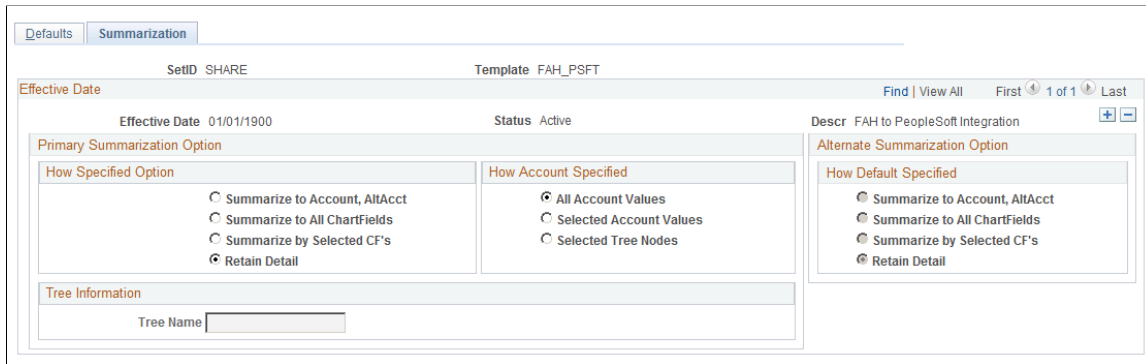 Defaults Summarization
SetID SHARE Template FAH_PSFT
Effective Date Find | View All First 1 of 1 Last
Effective Date 01/01/1900 Status Active Descr FAH to PeopleSoft Integration
Primary Summarization Option Alternate Summarization Option
How Specified Option How Account Specified How Default Specified
Summarize to Account, AltAcct All Account Values Summarize to Account, AltAcct
Summarize to All ChartFields Selected Account Values Summarize to All ChartFields
Summarize by Selected CF's Selected Tree Nodes Summarize by Selected CF's
Retain Detail Retain Detail
Tree Information
Tree Name